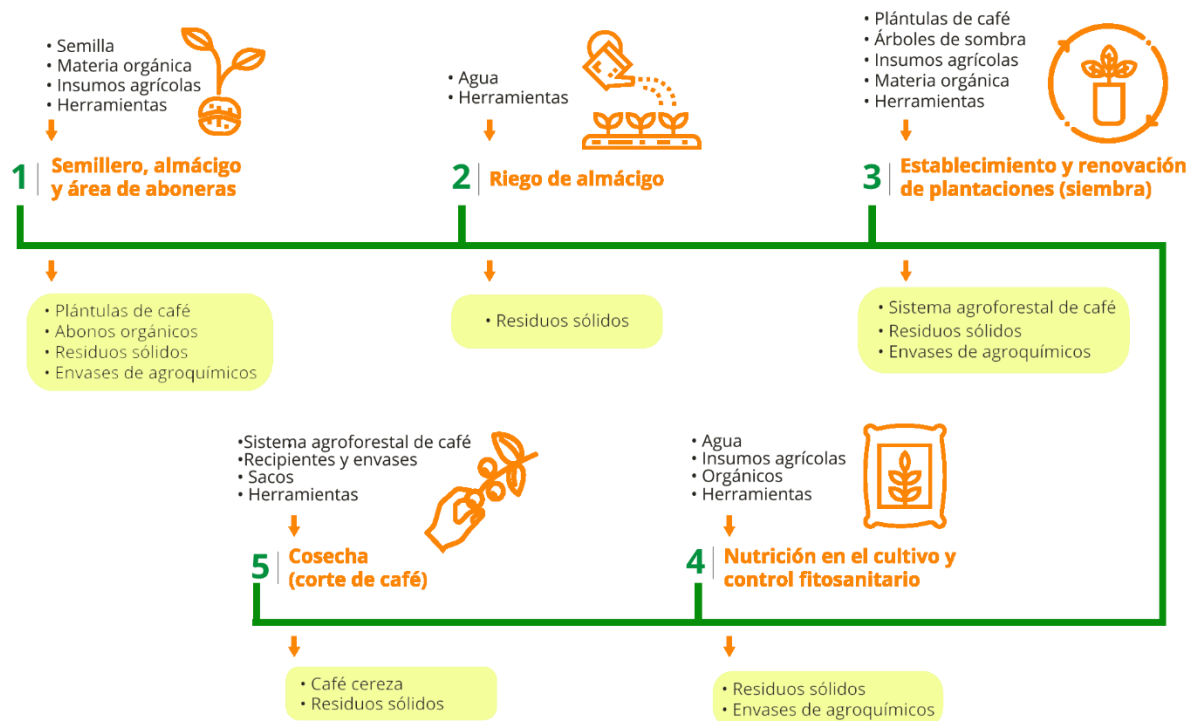 • Semilla
• Materia orgánica
• Insumos agrícolas
• Herramientas
1
Semillero, almácigo
y área de aboneras
• Plántulas de café
• Abonos orgánicos
• Residuos sólidos
• Envases de agroquímicos
• Agua
• Herramientas
2
Riego de almácigo
• Residuos sólidos
• Plántulas de café
• Árboles de sombra
• Insumos agrícolas
• Materia orgánica
• Herramientas
3
Establecimiento y renovación
de plantaciones (siembra)
• Sistema agroforestal de café
• Residuos sólidos
• Envases de agroquímicos
• Agua
• Insumos agrícolas
• Orgánicos
• Herramientas
4
Nutrición en el cultivo y
control fitosanitario
• Residuos sólidos
• Envases de agroquímicos
•Sistema agroforestal de café
•Recipientes y envases
• Sacos
• Herramientas
5
Cosecha
(corte de café)
• Café cereza
• Residuos sólidos